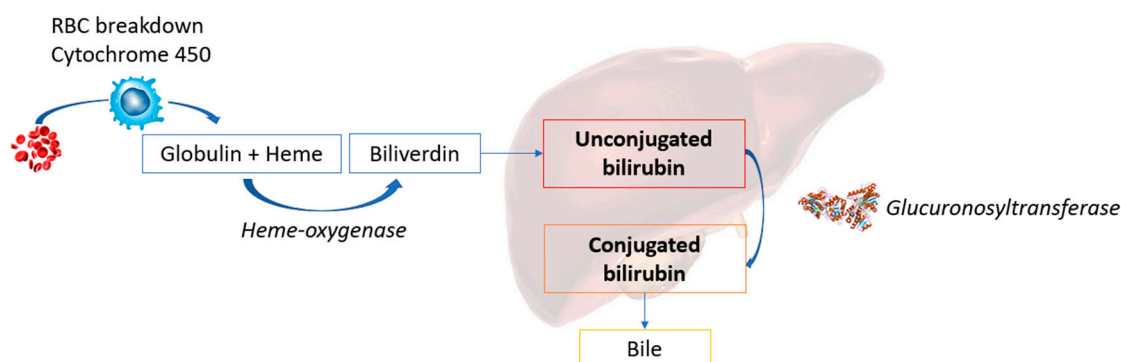 RBC breakdown
Cytochrome 450
Globulin + Heme
Biliverdin
Heme-oxygenase
Unconjugated
bilirubin
Glucuronosyltransferase
Conjugated
bilirubin
Bile